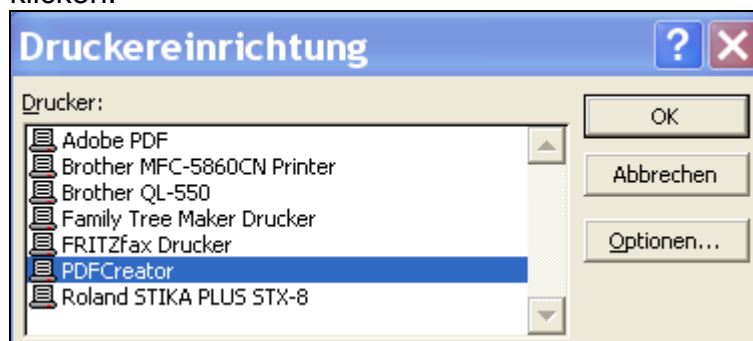 klicken.
Druckereinrichtung
Drucker:
Adobe PDF
Brother MFC-5860CN Printer
Brother QL-550
Family Tree Maker Drucker
FRITZfax Drucker
PDFCreator
Roland STIKA PLUS STX-8
OK
Abbrechen
Optionen...